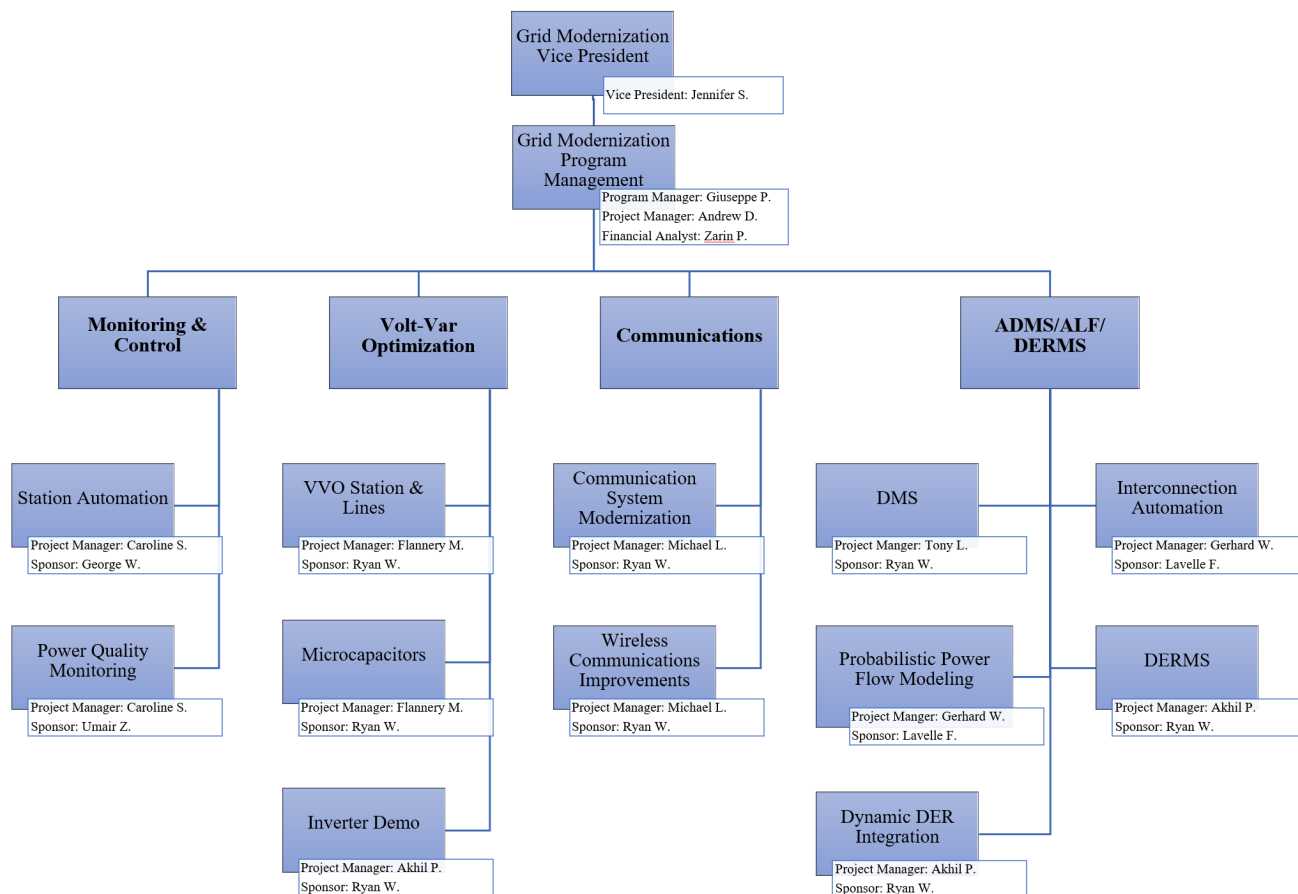 Grid Modernization
Vice President
Vice President: Jennifer S.
Grid Modernization
Program
Management
Program Manager: Giuseppe P.
Project Manager: Andrew D.
Financial Analyst: Zarin P.
Monitoring &
Control
Volt-Var
Optimization
Communications
ADMS/ALF/
DERMS
Station Automation
Project Manager: Caroline S.
Sponsor: George W.
Power Quality
Monitoring
Project Manager: Caroline S.
Sponsor: Umair Z.
VVO Station &
Lines
Project Manager: Flannery M.
Sponsor: Ryan W.
Microcapacitors
Project Manager: Flannery M.
Sponsor: Ryan W.
Inverter Demo
Project Manager: Akhil P.
Sponsor: Ryan W.
Communication
System
Modernization
Project Manager: Michael L.
Sponsor: Ryan W.
Wireless
Communications
Improvements
Project Manager: Michael L.
Sponsor: Ryan W.
DMS
Project Manger: Tony L.
Sponsor: Ryan W.
Probabilistic Power
Flow Modeling
Project Manger: Gerhard W.
Sponsor: Lavelle F.
Dynamic DER
Integration
Project Manager: Akhil P.
Sponsor: Ryan W.
Interconnection
Automation
Project Manager: Gerhard W.
Sponsor: Lavelle F.
DERMS
Project Manager: Akhil P.
Sponsor: Ryan W.